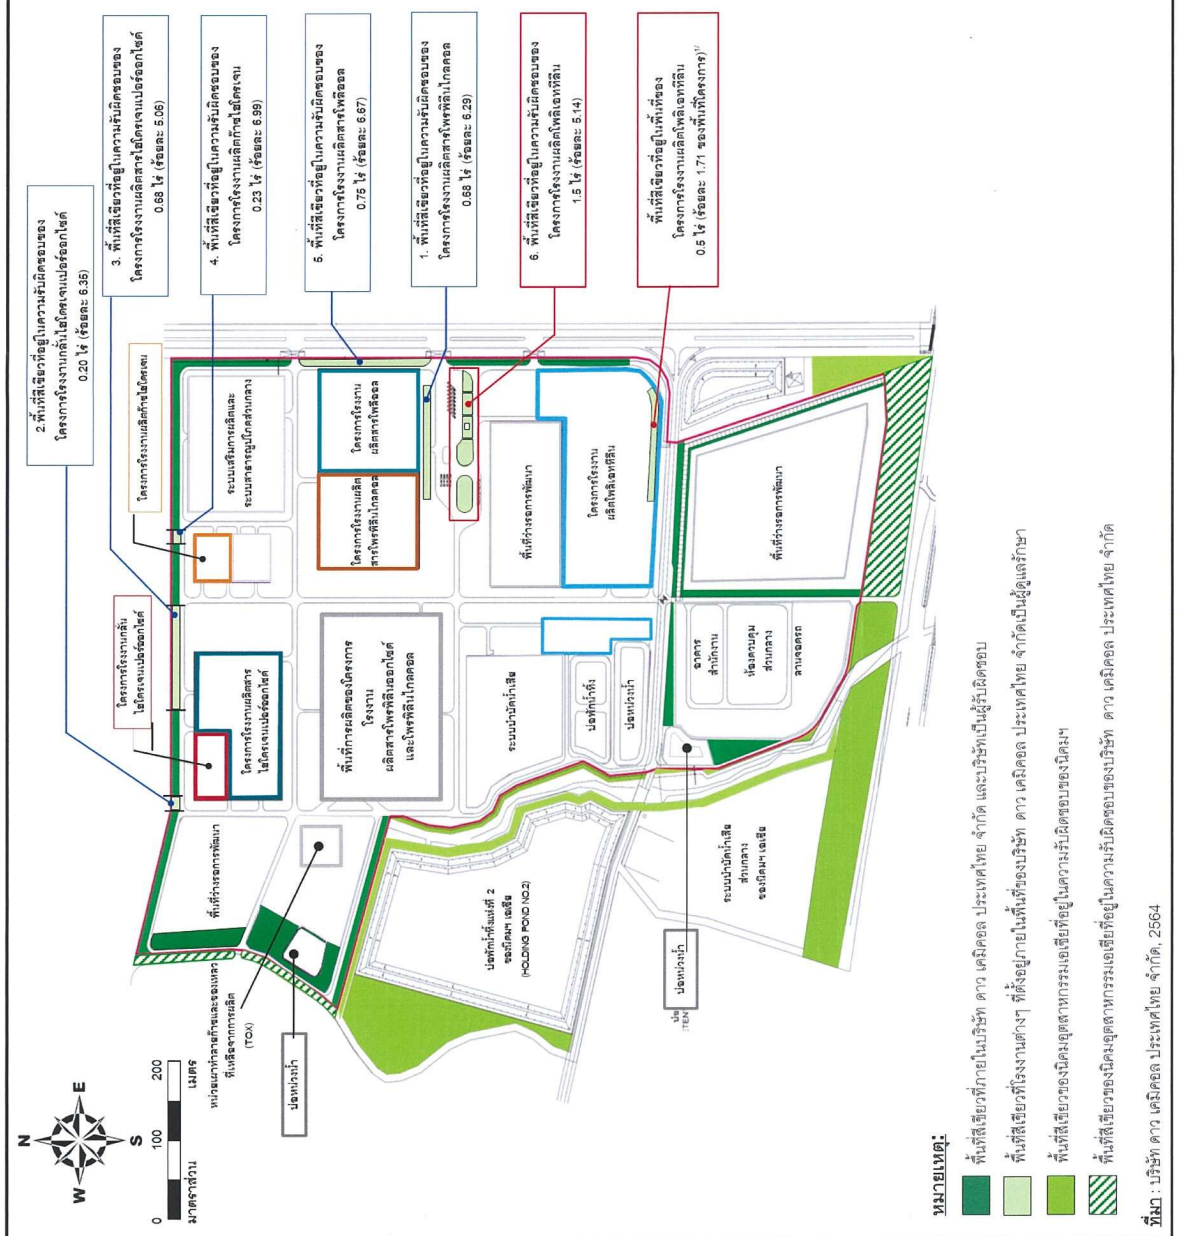 2. พื้นที่สีเขียวที่อยู่ในความรับผิดชอบของ
โครงการโรงงานกลั่นไฮโดรเจนเปอร์ออกไซด์
0.20 ไร่ (ร้อยละ 6.35)
3. พื้นที่สีเขียวที่อยู่ในความรับผิดชอบของ
โครงการโรงงานผลิตสารไฮโดรเจนเปอร์ออกไซด์
0.68 ไร่ (ร้อยละ 5.06)
4. พื้นที่สีเขียวที่อยู่ในความรับผิดชอบของ
โครงการโรงงานผลิตก๊าซไฮโดรเจน
0.23 ไร่ (ร้อยละ 6.99)
5. พื้นที่สีเขียวที่อยู่ในความรับผิดชอบของ
โครงการโรงงานผลิตสารโพลีออล
0.75 ไร่ (ร้อยละ 6.67)
1. พื้นที่สีเขียวที่อยู่ในความรับผิดชอบของ
โครงการโรงงานผลิตสารโพรพิลีนไกลคอล
0.68 ไร่ (ร้อยละ 6.29)
6. พื้นที่สีเขียวที่อยู่ในความรับผิดชอบของ
โครงการโรงงานผลิตโพลิเอททีลีน
1.5 ไร่ (ร้อยละ 5.14)
พื้นที่สีเขียวที่อยู่ในพื้นที่ของ
โครงการโรงงานผลิตโพลิเอททีลีน
0.5 ไร่ (ร้อยละ 1.71 ของพื้นที่โครงการ)1/
โครงการโรงงานผลิตก๊าซไฮโดรเจน
โครงการโรงงานกลั่น
ไฮโดรเจนเปอร์ออกไซด์
ระบบเสริมการผลิตและ
ระบบสาธารณูปโภคส่วนกลาง
โครงการโรงงาน
ผลิตสารโพลีออล
โครงการโรงงานผลิต
สารโพรพิลีนไกลคอล
พื้นที่ว่างรอการพัฒนา
โครงการโรงงาน
ผลิตโพลิเอททีลีน
พื้นที่ว่างรอการพัฒนา
โครงการโรงงานผลิตสาร
ไฮโดรเจนเปอร์ออกไซด์
พื้นที่การผลิตของโครงการ
โรงงาน
ผลิตสารโพรพิลีนออกไซด์
และโพรพิลีนไกลคอล
ระบบบำบัดน้ำเสีย
บ่อพักน้ำทิ้ง
บ่อหน่วงน้ำ
อาคาร
สำนักงาน
ห้องควบคุม
ส่วนกลาง
ลานจอดรถ
พื้นที่ว่างรอการพัฒนา
หน่วยเผาทำลายก๊าซและของเหลว
ที่เหลือจากการผลิต
(TOX)
บ่อหน่วงน้ำ
บ่อพักน้ำทิ้งแห่งที่ 2
ของนิคมฯ เอเซีย
(HOLDING POND NO.2)
ระบบบำบัดน้ำเสีย
ส่วนกลาง
ของนิคมฯ เอเซีย
บ่อหน่วงน้ำ
N
W
E
S
0
100
200
มาตราส่วน
เมตร
หมายเหตุ:
พื้นที่สีเขียวที่ภายในบริษัท ดาว เคมิคอล ประเทศไทย จำกัด และบริษัทเป็นผู้รับผิดชอบ
พื้นที่สีเขียวที่โรงงานต่างๆ ที่ตั้งอยู่ภายในพื้นที่ของบริษัท ดาว เคมิคอล ประเทศไทย จำกัดเป็นผู้ดูแลรักษา
พื้นที่สีเขียวของนิคมอุตสาหกรรมเอเซียที่อยู่ในความรับผิดชอบของนิคมฯ
พื้นที่สีเขียวของนิคมอุตสาหกรรมเอเซียที่อยู่ในความรับผิดชอบของบริษัท ดาว เคมิคอล ประเทศไทย จำกัด
ที่มา : บริษัท ดาว เคมิคอล ประเทศไทย จำกัด, 2564